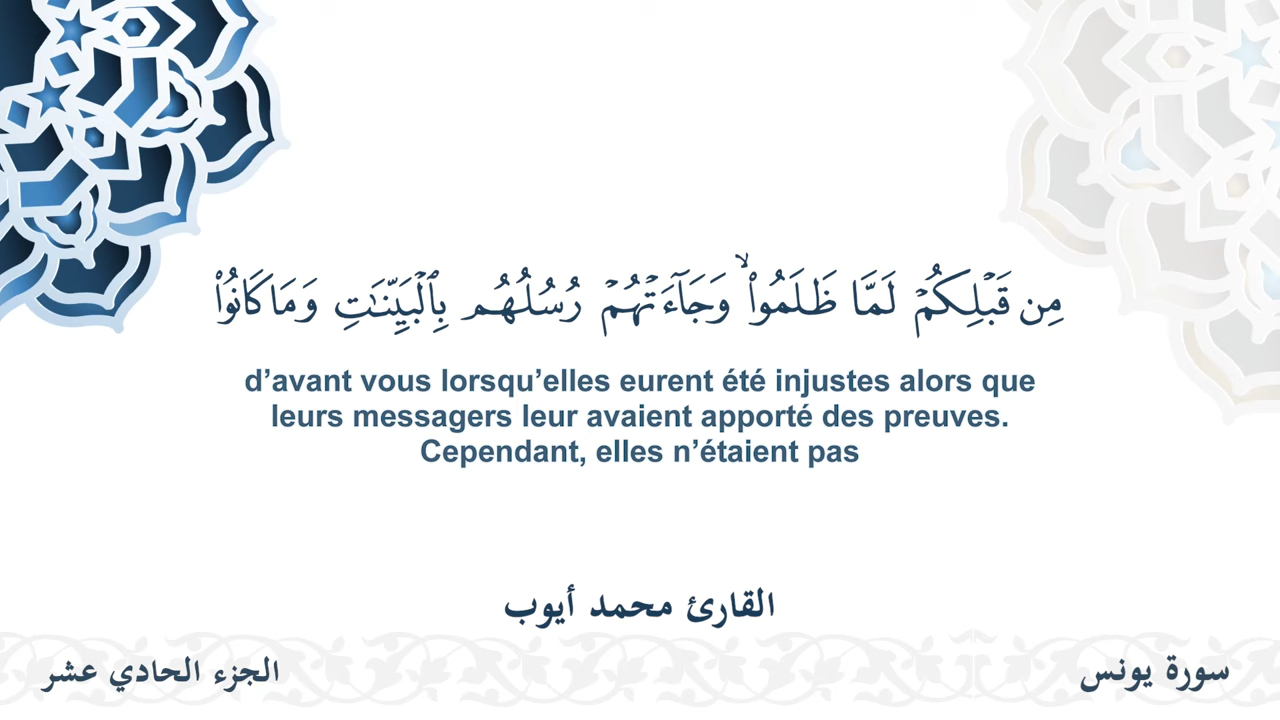 مِن قَبۡلِكُمۡ لَمَّا ظَلَمُواْۙ وَجَآءَتۡهُمۡ رُسُلُهُم بِٱلۡبَيِّنَٰتِ وَمَا كَانُواْ
d’avant vous lorsqu’elles eurent été injustes alors que
leurs messagers leur avaient apporté des preuves.
Cependant, elles n’étaient pas
القارئ محمد أيوب
سورة يونس
الجزء الحادي عشر